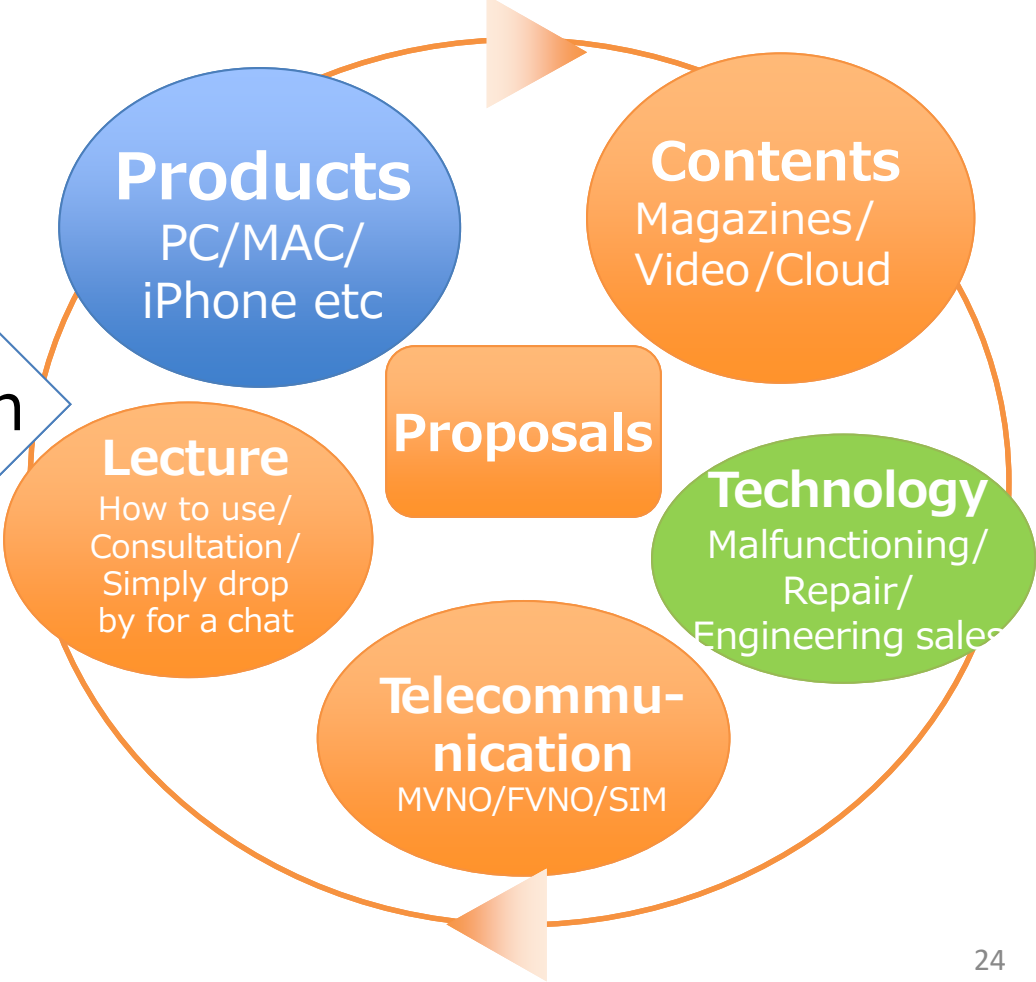 Products
PC/MAC/
iPhone etc
Contents
Magazines/
Video/Cloud
Proposals
Lecture
How to use/
Consultation/
Simply drop
by for a chat
Technology
Malfunctioning/
Repair/
Engineering sales
Telecommu-
nication
MVNO/FVNO/SIM
24